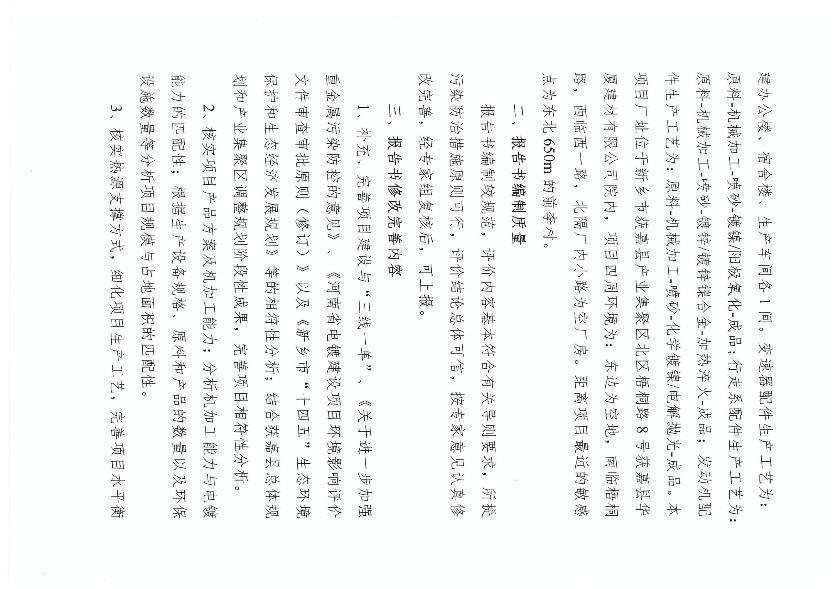 建办公楼、宿舍楼、生产车间各1间。变速器配件生产工艺为：
原料-机械加工-喷砂-镀镍/阳极氧化-成品；行走系配件生产工艺为：
原料-机械加工-喷砂-镀锌/镀锌镍合金-加热淬火-成品；发动机配
件生产工艺为：原料-机械加工-喷砂-化学镀镍/电解抛光-成品。本
项目厂址位于新乡市获嘉县产业集聚区北区梧桐路8号获嘉县华
厦建材有限公司院内，项目四周环境为：东边为空地，南临梧桐
路，西临西一路，北隔厂内小路为空厂房。距离项目最近的敏感
点为东北650m的前李村。
二、报告书编制质量
报告书编制较规范，评价内容基本符合有关导则要求，所提
污染防治措施原则可行，评价结论总体可信，按专家意见认真修
改完善，经专家组复核后，可上报。
三、报告书修改完善内容
1、补充、完善项目建设与“三线一单”、《关于进一步加强
重金属污染防控的意见》、《河南省电镀建设项目环境影响评价
文件审查审批原则（修订）》以及《新乡市“十四五”生态环境
保护和生态经济发展规划》等的相符性分析；结合获嘉县总体规
划和产业集聚区调整规划阶段性成果，完善项目相符性分析。
2、核实项目产品方案及机加工能力；分析机加工能力与电镀
能力的匹配性；根据生产设备规格、原料和产品的数量以及环保
设施数量等分析项目规模与占地面积的匹配性。
3、核实热源支撑方式，细化项目生产工艺，完善项目水平衡